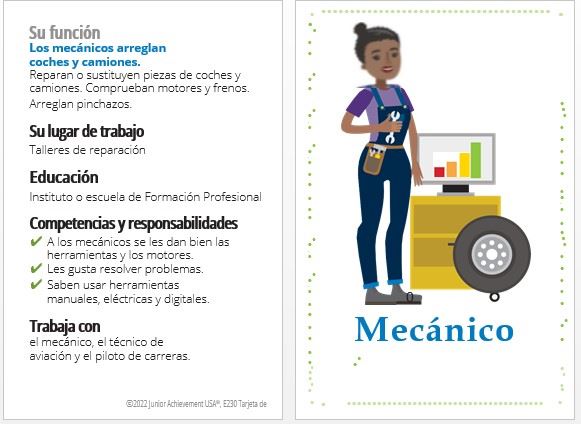 Su función
Los mecánicos arreglan
coches y camiones.
Reparan o sustituyen piezas de coches y
camiones. Comprueban motores y frenos.
Arreglan pinchazos.
Su lugar de trabajo
Talleres de reparación
Educación
Instituto o escuela de Formación Profesional
Competencias y responsabilidades
✔ A los mecánicos se les dan bien las
herramientas y los motores.
✔ Les gusta resolver problemas.
✔ Saben usar herramientas
manuales, eléctricas y digitales.
Trabaja con
el mecánico, el técnico de
aviación y el piloto de carreras.
©2022 Junior Achievement USA®, E230 Tarjeta de
Mecánico